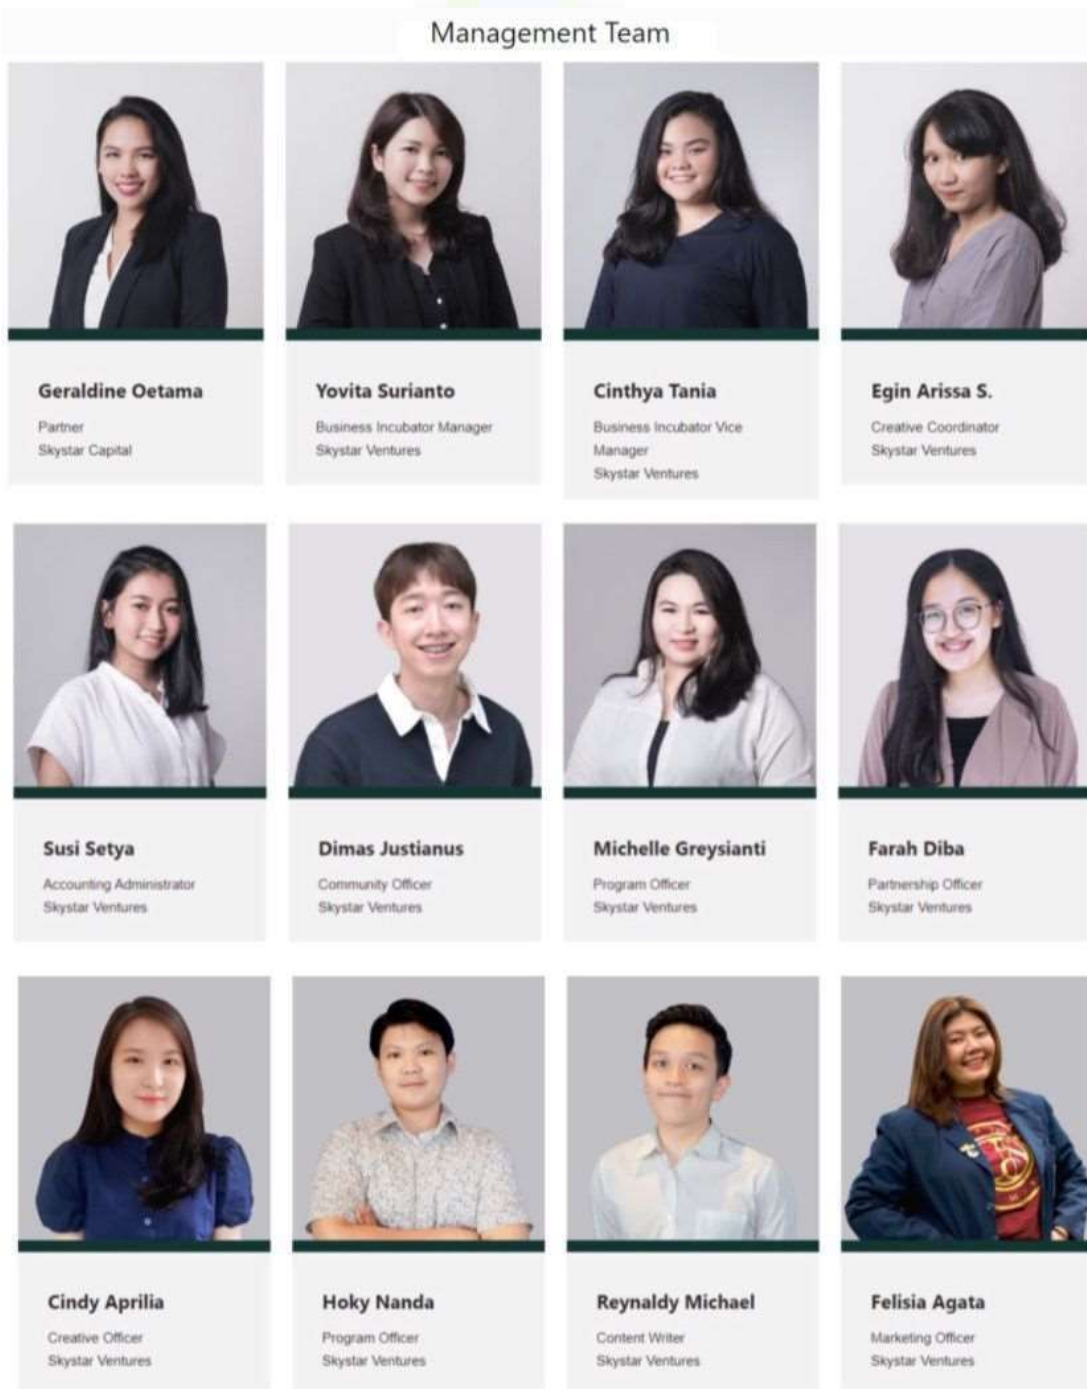 Management Team
Geraldine Oetama
Partner
Skystar Capital
Yovita Surianto
Business Incubator Manager
Skystar Ventures
Cinthya Tania
Business Incubator Vice
Manager
Skystar Ventures
Egin Arissa S.
Creative Coordinator
Skystar Ventures
Susi Setya
Accounting Administrator
Skystar Ventures
Dimas Justianus
Community Officer
Skystar Ventures
Michelle Greysianti
Program Officer
Skystar Ventures
Farah Diba
Partnership Officer
Skystar Ventures
Cindy Aprilia
Creative Officer
Skystar Ventures
Hoky Nanda
Program Officer
Skystar Ventures
Reynaldy Michael
Content Writer
Skystar Ventures
Felisia Agata
Marketing Officer
Skystar Ventures